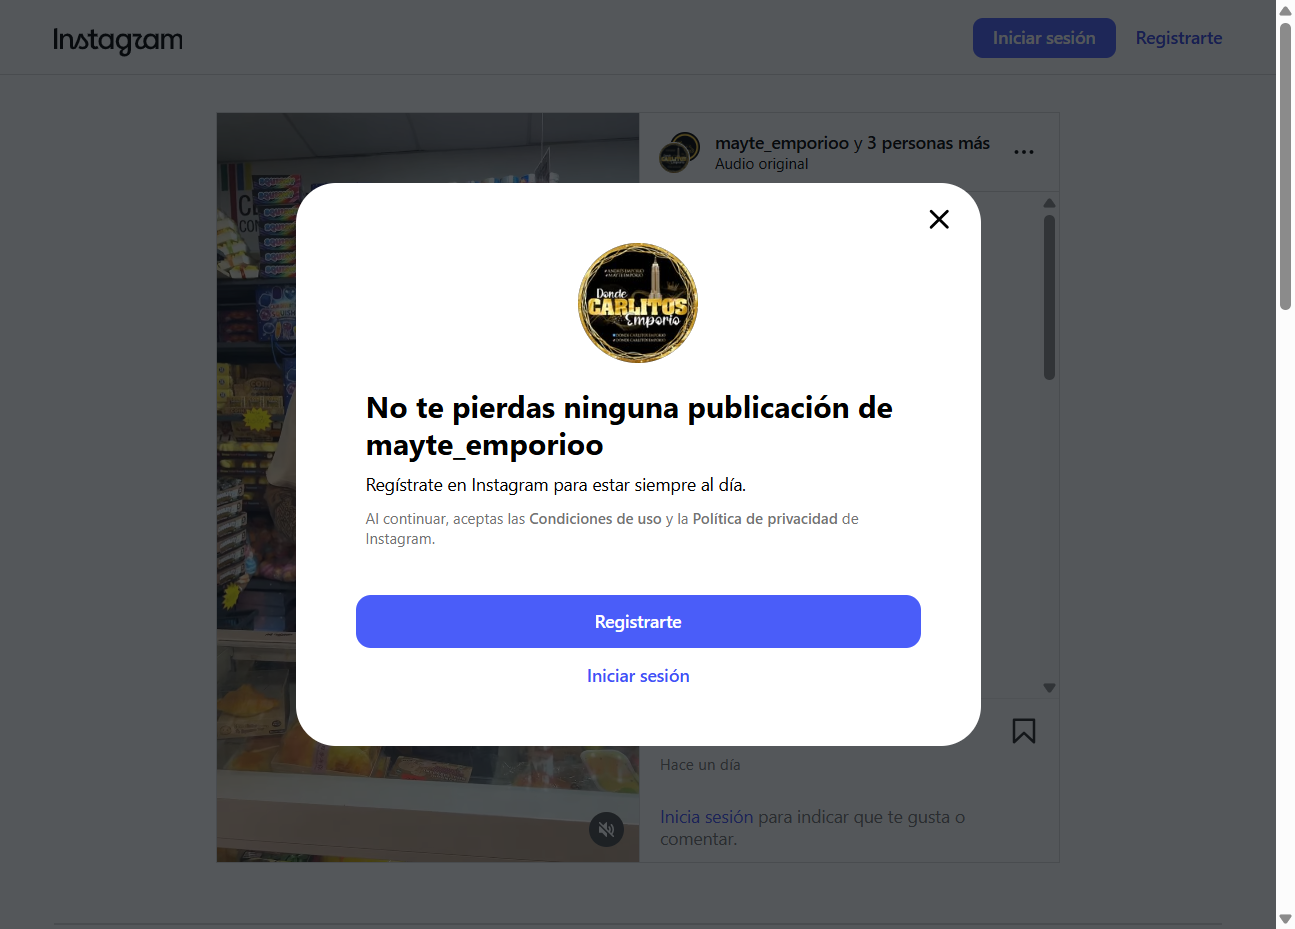 Instagram
Iniciar sesión
Registrarte
mayte_emporioo y 3 personas más
Audio original
Donde
CARLITOS
Emporio
No te pierdas ninguna publicación de
mayte_emporioo
Regístrate en Instagram para estar siempre al día.
Al continuar, aceptas las Condiciones de uso y la Política de privacidad de
Instagram.
Registrarte
Iniciar sesión
Hace un día
Inicia sesión para indicar que te gusta o
comentar.